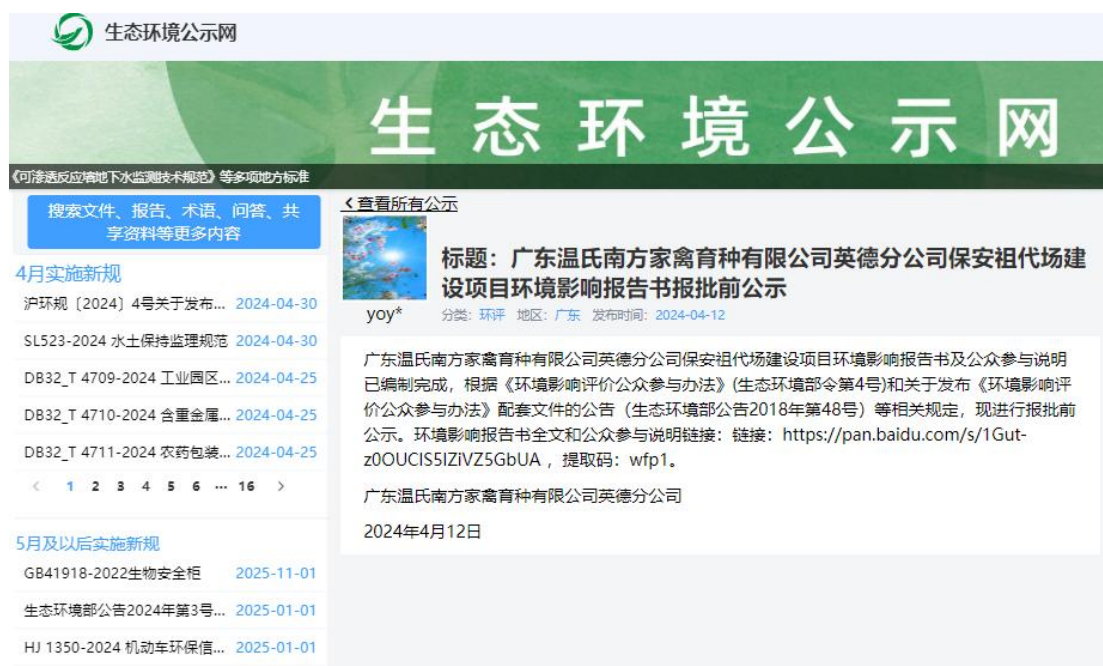 生态环境公示网
生态环境公示网
《可渗透反应墙地下水监测技术规范》等多项地方标准
搜索文件、报告、术语、问答、共
享资料等更多内容
4月实施新规
沪环规〔2024〕4号关于发布... 2024-04-30
SL523-2024 水土保持监理规范 2024-04-30
DB32_T 4709-2024 工业园区... 2024-04-25
DB32_T 4710-2024 含重金属... 2024-04-25
DB32_T 4711-2024 农药包装... 2024-04-25
< 1 2 3 4 5 6 ··· 16 >
5月及以后实施新规
GB41918-2022生物安全柜 2025-11-01
生态环境部公告2024年第3号... 2025-01-01
HJ 1350-2024 机动车环保信... 2025-01-01
<查看所有公示
yoy*
标题：广东温氏南方家禽育种有限公司英德分公司保安祖代场建
设项目环境影响报告书报批前公示
分类：环评 地区：广东 发布时间：2024-04-12
广东温氏南方家禽育种有限公司英德分公司保安祖代场建设项目环境影响报告书及公众参与说明
已编制完成，根据《环境影响评价公众参与办法》(生态环境部令第4号)和关于发布《环境影响评
价公众参与办法》配套文件的公告（生态环境部公告2018年第48号）等相关规定，现进行报批前
公示。环境影响报告书全文和公众参与说明链接：链接：https://pan.baidu.com/s/1Gut-
z0OUCIS5IZiVZ5GbUA ，提取码：wfp1。
广东温氏南方家禽育种有限公司英德分公司
2024年4月12日